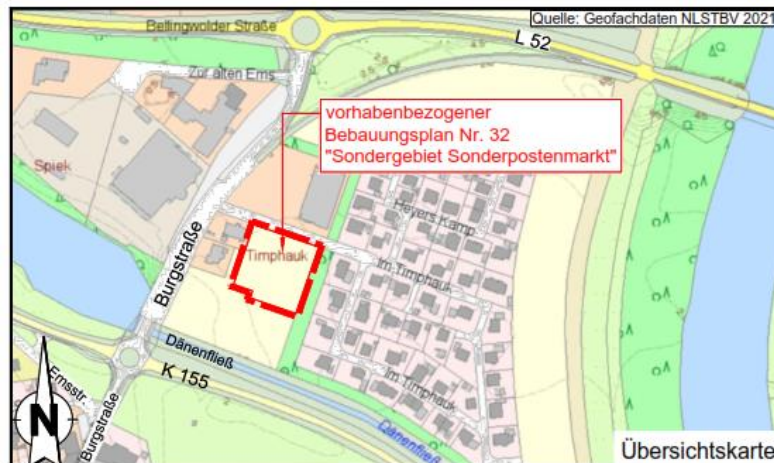 Quelle: Geofachdaten NLSTBV 2021
Bellingwolder Straße
L 52
Zur alten Ems
vorhabenbezogener
Bebauungsplan Nr. 32
"Sondergebiet Sonderpostenmarkt"
Spiek
Heyers Kamp
Burgstraße
Timphauk
Im Timphauk
Dänenfließ
K 155
Emsstr.
Im Timphauk
Burgstraße
Dänenfließ
N
Übersichtskarte